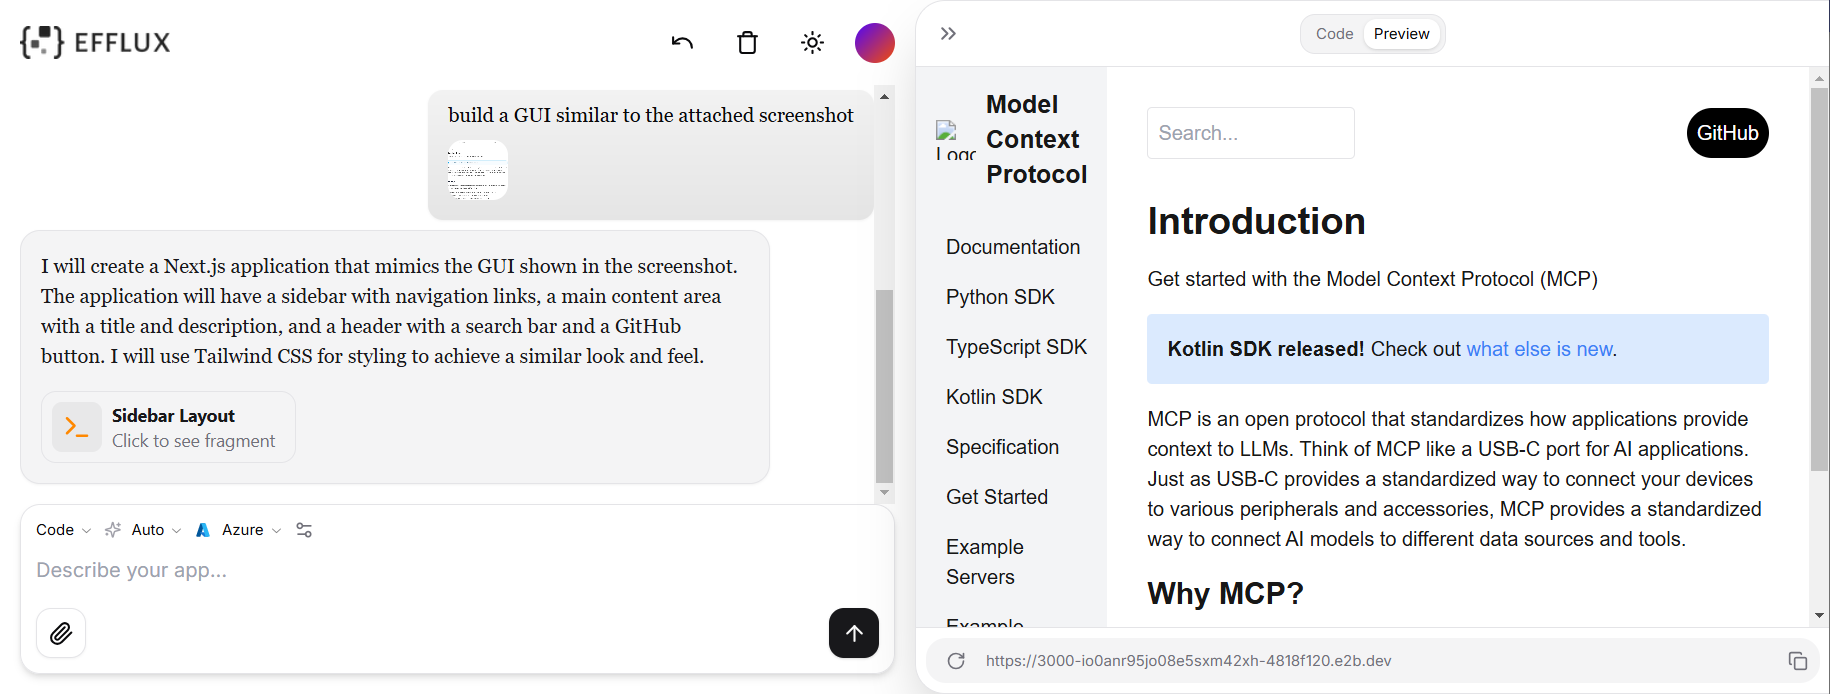 EFFLUX
build a GUI similar to the attached screenshot
I will create a Next.js application that mimics the GUI shown in the screenshot.
The application will have a sidebar with navigation links, a main content area
with a title and description, and a header with a search bar and a GitHub
button. I will use Tailwind CSS for styling to achieve a similar look and feel.
Sidebar Layout
Click to see fragment
Code
Auto
Azure
Describe your app...
Code
Preview
Logo
Model
Context
Protocol
Documentation
Python SDK
TypeScript SDK
Kotlin SDK
Specification
Get Started
Example
Servers
Example
Search...
GitHub
Introduction
Get started with the Model Context Protocol (MCP)
Kotlin SDK released! Check out what else is new.
MCP is an open protocol that standardizes how applications provide
context to LLMs. Think of MCP like a USB-C port for AI applications.
Just as USB-C provides a standardized way to connect your devices
to various peripherals and accessories, MCP provides a standardized
way to connect AI models to different data sources and tools.
Why MCP?
https://3000-io0anr95jo08e5sxm42xh-4818f120.e2b.dev